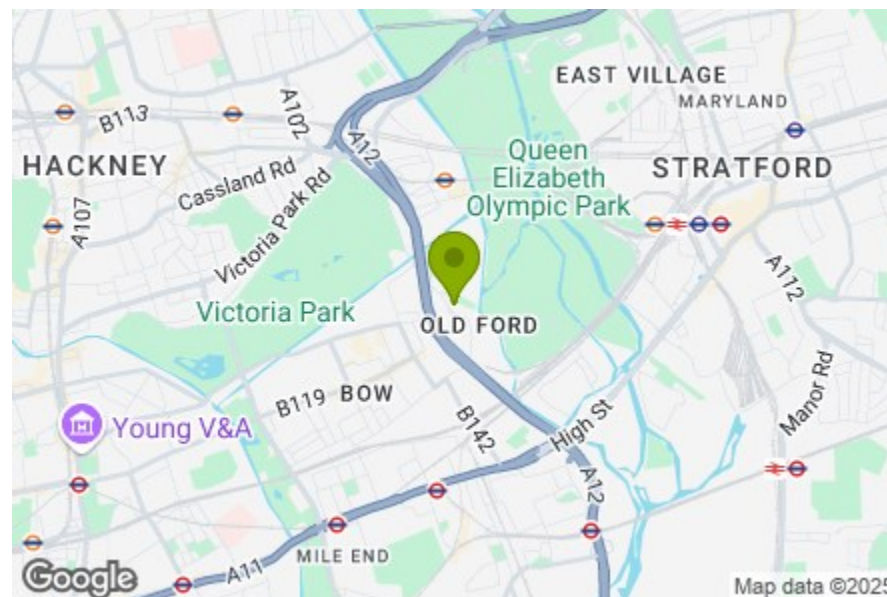 EAST VILLAGE
MARYLAND
B113
A102
A12
Queen
Elizabeth
Olympic Park
HACKNEY
STRATFORD
Cassland Rd
A107
Victoria Park Rd
A112
Victoria Park
OLD FORD
Manor Rd
B119
BOW
B142
High St
Young V&A
A12
MILE END
A11
Google
Map data ©2025